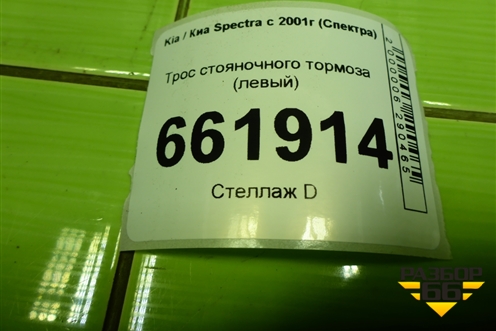 Kia / Киа Spectra с 2001г (Спектра)
Трос стояночного тормоза
(левый)
661914
Стеллаж D
2000006290465
РАЗБОР
66